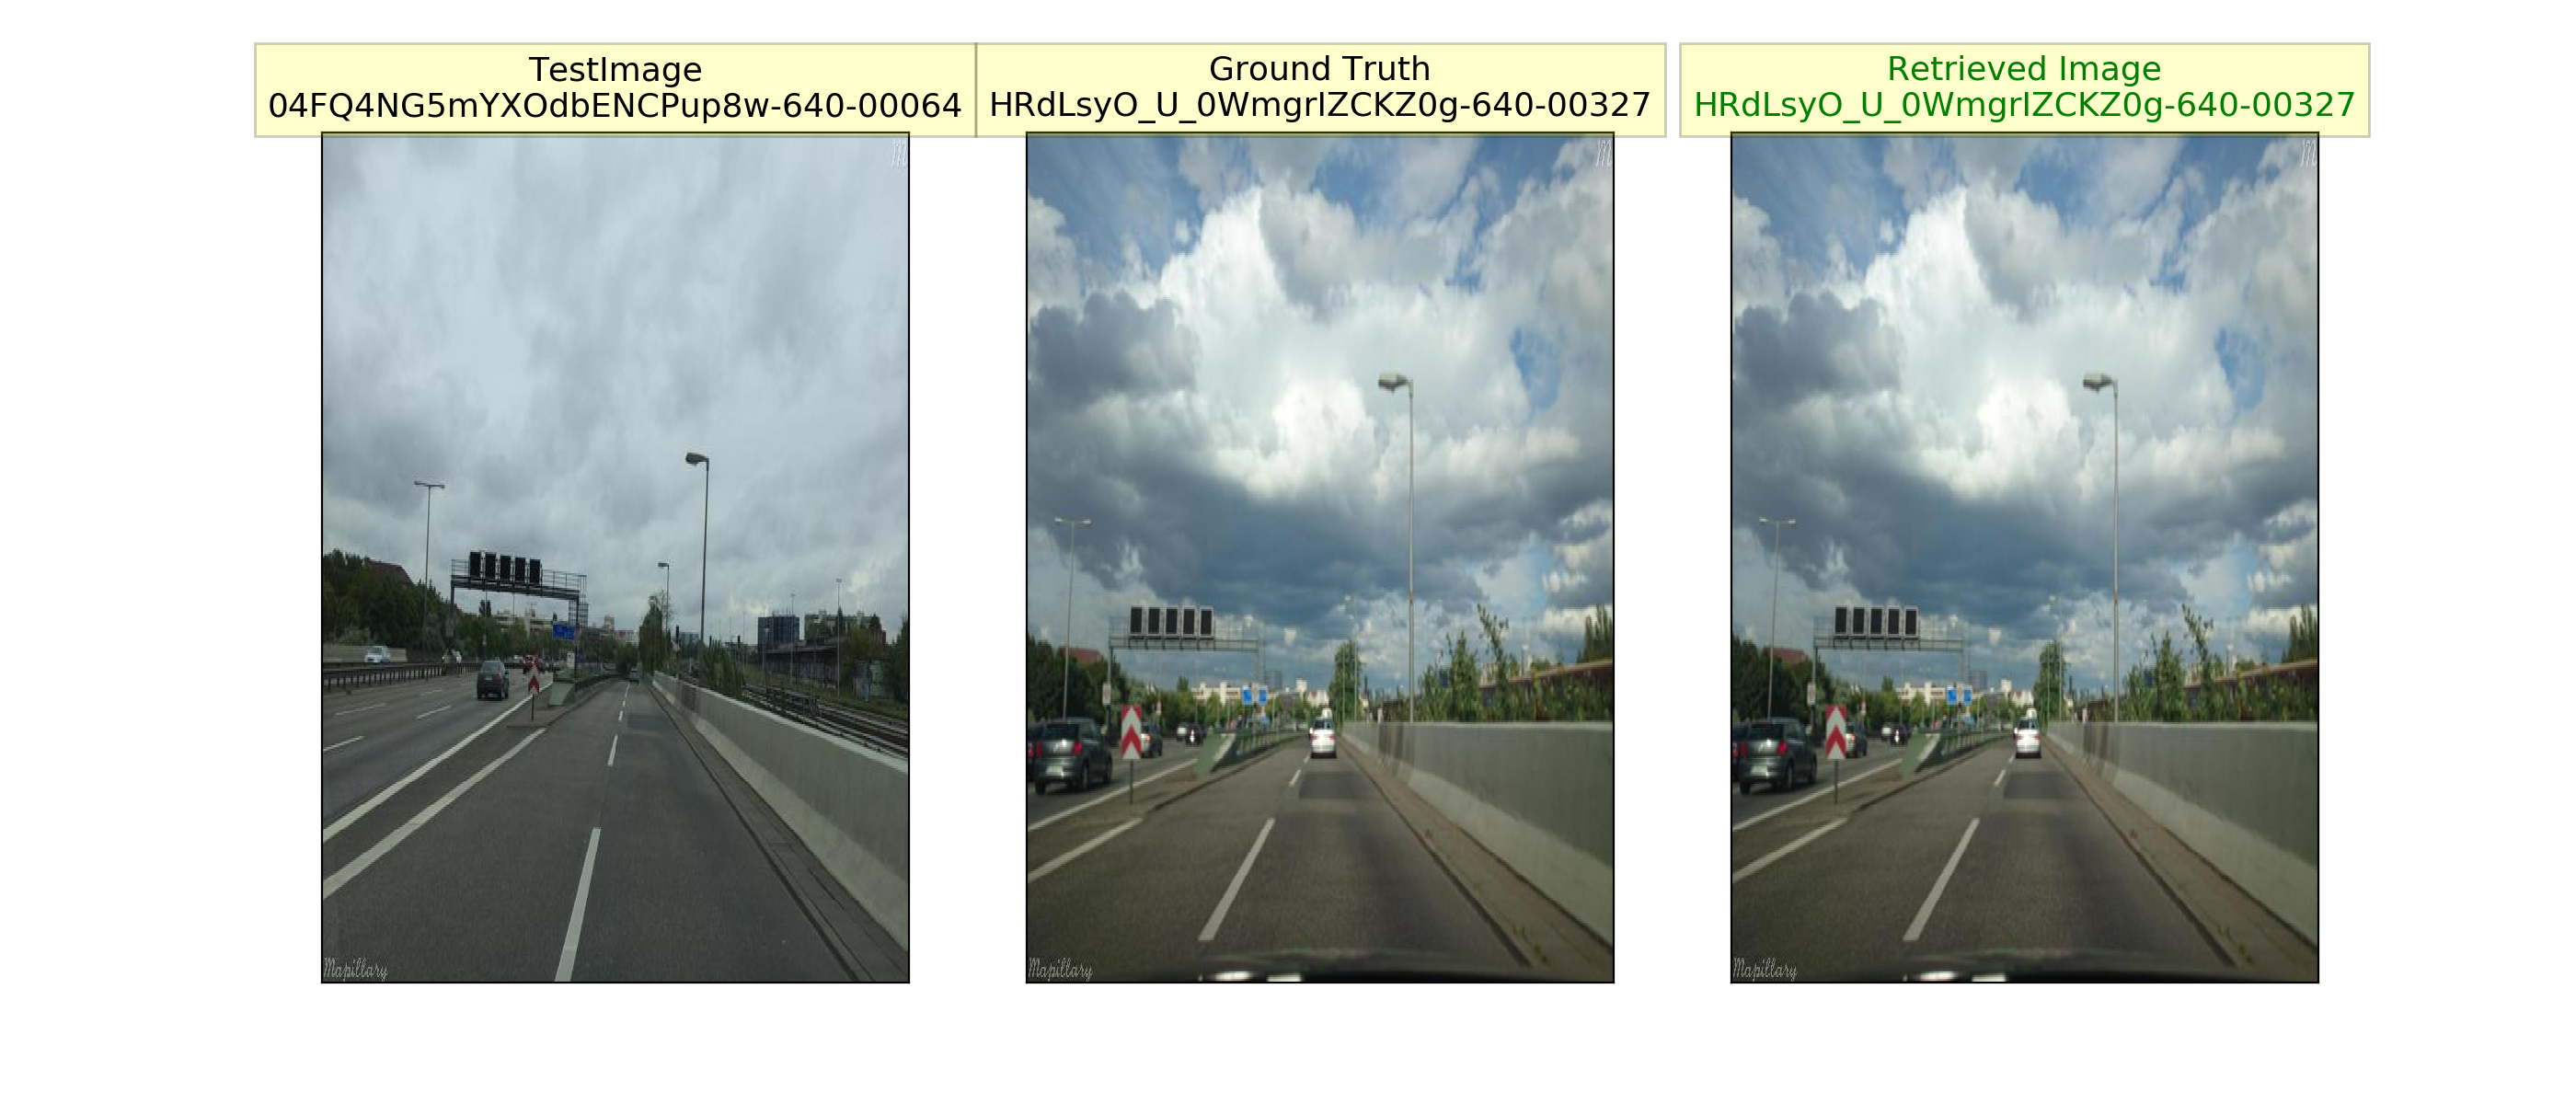 TestImage
04FQ4NG5mYXOdbENCPup8w-640-00064
Ground Truth
HRdLsyO_U_0WmgrIZCKZ0g-640-00327
Retrieved Image
HRdLsyO_U_0WmgrIZCKZ0g-640-00327
M
M
M
Mapillary
Mapillary
Mapillary